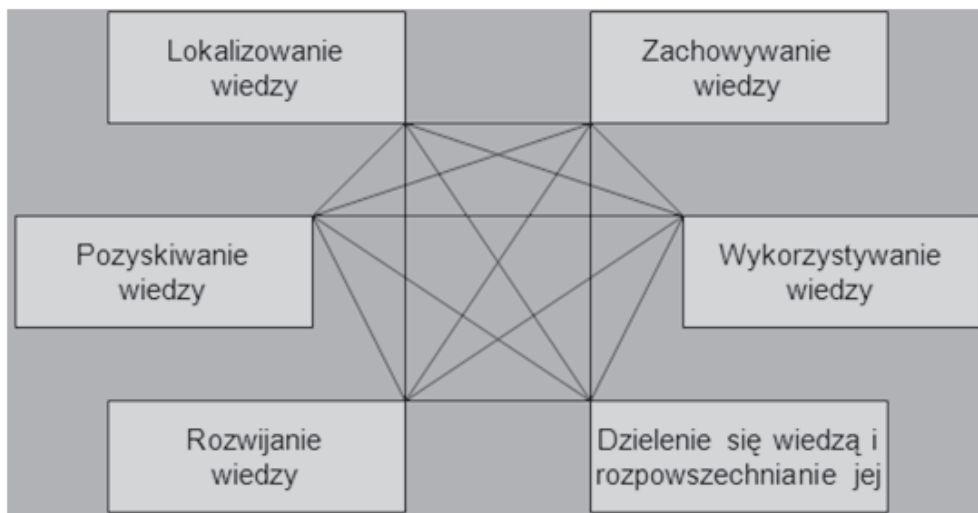 Lokalizowanie
wiedzy
Zachowywanie
wiedzy
Pozyskiwanie
wiedzy
Wykorzystywanie
wiedzy
Rozwijanie
wiedzy
Dzielenie się wiedzą i
rozpowszechnianie jej